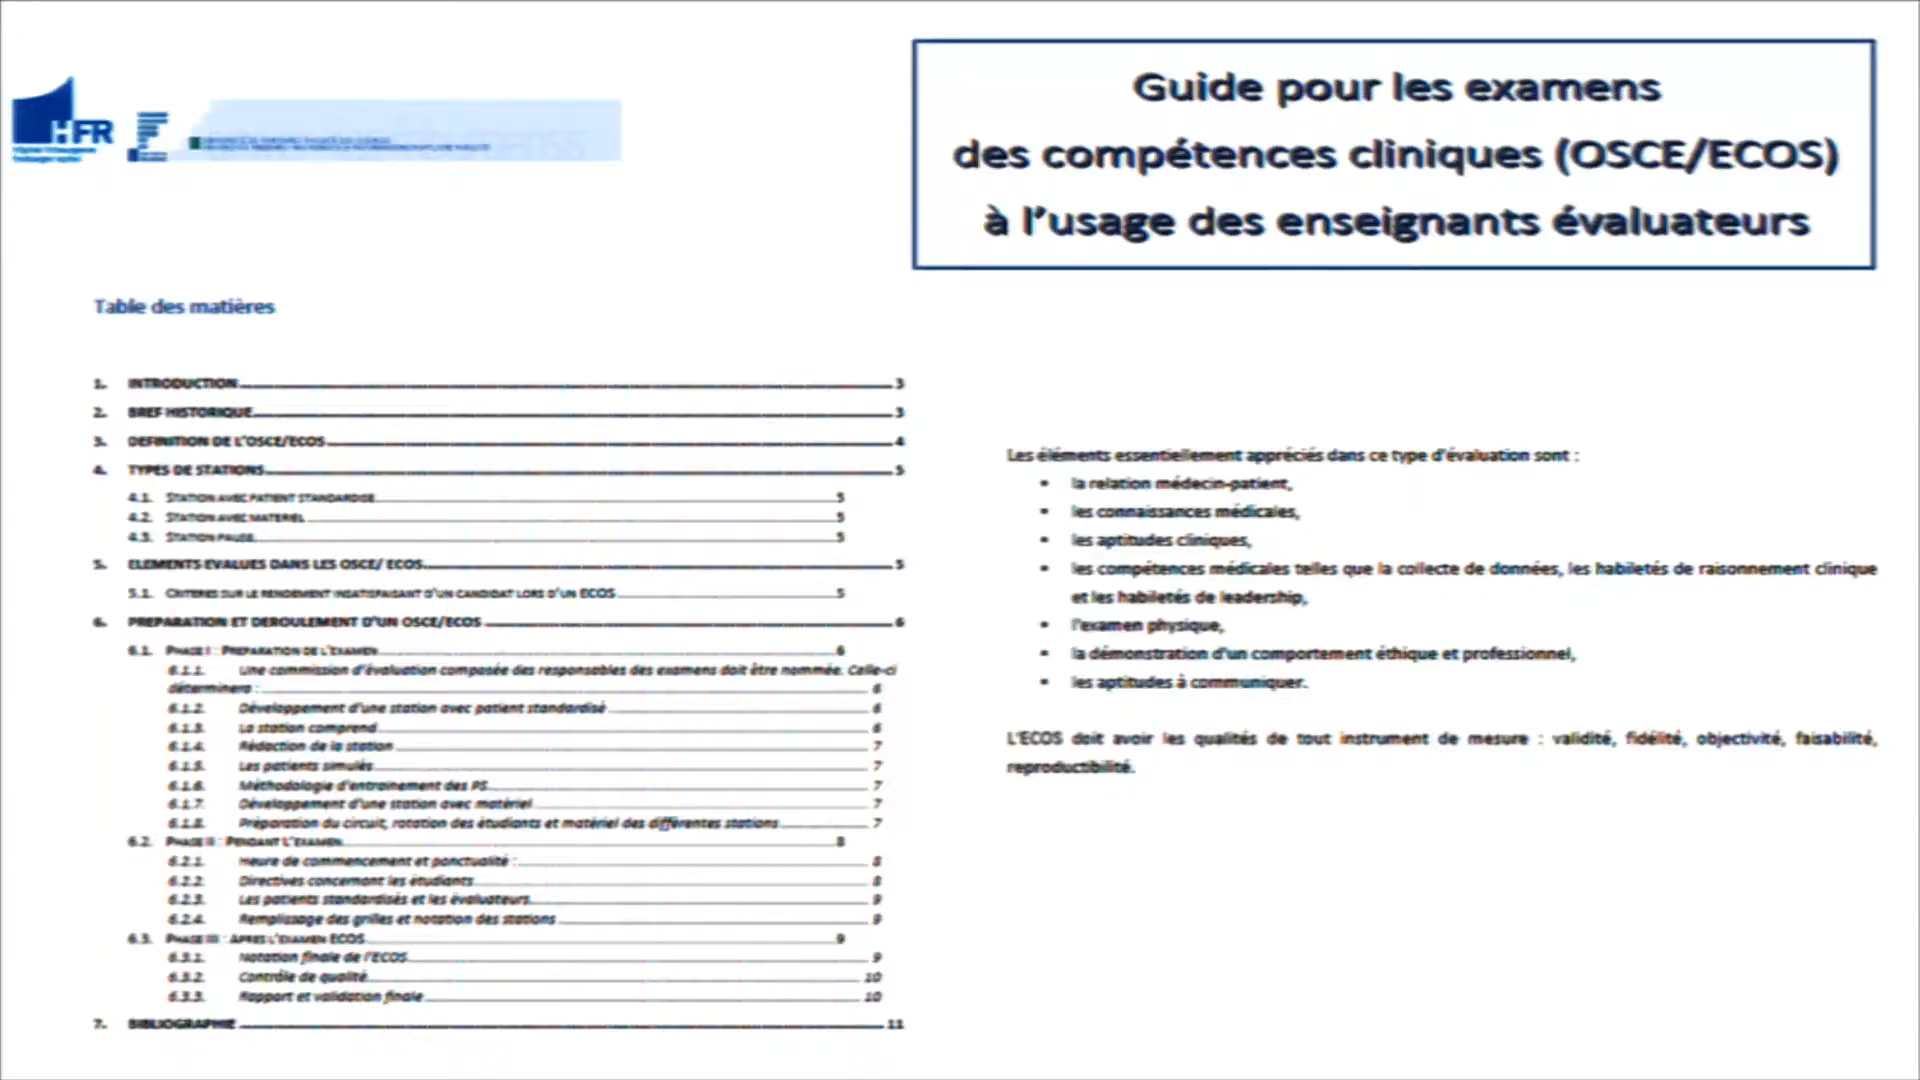 HFR
Guide pour les examens
des compétences cliniques (OSCE/ECOS)
à l'usage des enseignants évaluateurs
Table des matières
1. INTRODUCTION 3
2. BREF HISTORIQUE 3
3. DEFINITION DE L'OSCE/ECOS 4
4. TYPES DE STATIONS 5
4.1. STATION AVEC PATIENT STANDARDISE 5
4.2. STATION AVEC MATERIEL 5
4.3. STATION PAUSE 5
5. ELEMENTS EVALUES DANS LES OSCE/ ECOS 5
5.1. CRITERES SUR LE RENDEMENT INSATISFAISANT D'UN CANDIDAT LORS D'UN ECOS 5
6. PREPARATION ET DEROULEMENT D'UN OSCE/ECOS 6
6.1. PHASE I : PREPARATION DE L'EXAMEN 6
6.1.1. Une commission d'évaluation composée des responsables des examens doit être nommée. Celle-ci
déterminera : 6
6.1.2. Développement d'une station avec patient standardisé 6
6.1.3. La station comprend 6
6.1.4. Rédaction de la station 7
6.1.5. Les patients simulés 7
6.1.6. Méthodologie d'entrainement des PS 7
6.1.7. Développement d'une station avec matériel 7
6.1.8. Préparation du circuit, rotation des étudiants et matériel des différentes stations 7
6.2. PHASE II : PENDANT L'EXAMEN 8
6.2.1. Heure de commencement et ponctualité : 8
6.2.2. Directives concernant les étudiants 8
6.2.3. Les patients standardisés et les évaluateurs 9
6.2.4. Remplissage des grilles et notation des stations 9
6.3. PHASE III : APRES L'EXAMEN ECOS 9
6.3.1. Notation finale de l'ECOS 9
6.3.2. Contrôle de qualité 10
6.3.3. Rapport et validation finale 10
7. BIBLIOGRAPHIE 11
Les éléments essentiellement appréciés dans ce type d'évaluation sont :
• la relation médecin-patient,
• les connaissances médicales,
• les aptitudes cliniques,
• les compétences médicales telles que la collecte de données, les habiletés de raisonnement clinique
et les habiletés de leadership,
• l'examen physique,
• la démonstration d'un comportement éthique et professionnel,
• les aptitudes à communiquer.
L'ECOS doit avoir les qualités de tout instrument de mesure : validité, fidélité, objectivité, faisabilité,
reproductibilité.